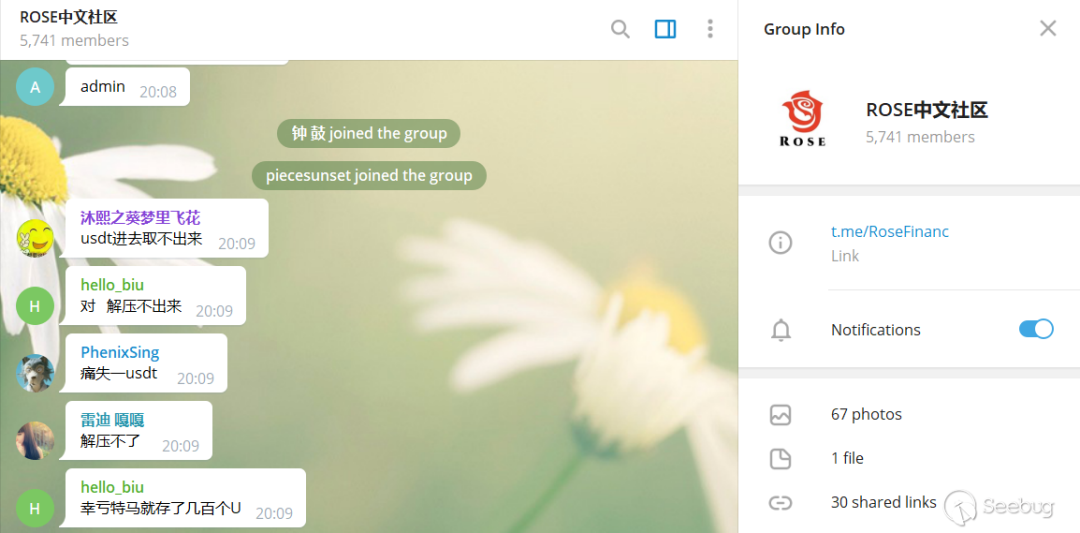 ROSE中文社区
5,741 members
A
admin
20:08
钟 鼓 joined the group
piecesunset joined the group
沐熙之葵梦里飞花
usdt进去取不出来
20:09
H
hello_biu
对 解压不出来
20:09
PhenixSing
痛失一usdt
20:09
雷迪 嘎嘎
解压不了
20:09
H
hello_biu
幸亏特马就存了几百个U
20:09
Group Info
ROSE
ROSE中文社区
5,741 members
t.me/RoseFinanc
Link
Notifications
67 photos
1 file
30 shared links
Seebug